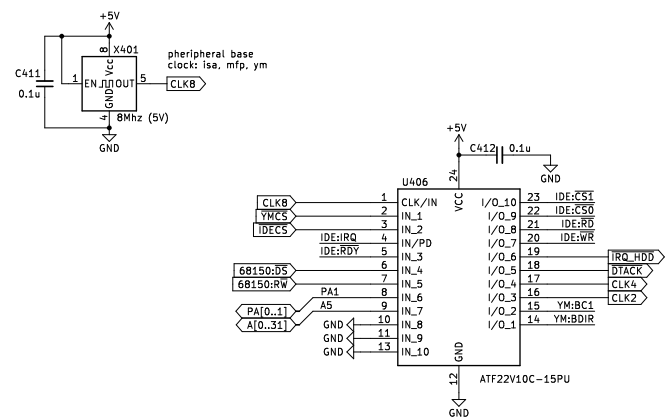 +5V
X401
8
Vcc
pheripheral base
clock: isa, mfp, ym
C411
0.1u
1
EN
OUT
5
CLK8
GND
4
8Mhz (5V)
GND
+5V
C412
0.1u
24
GND
U406
VCC
CLK8 1 CLK/IN
YMCS 2 IN_1
IDECS 3 IN_2
IDE:IRQ 4 IN/PD
IDE:RDY 5 IN_3
68150:DS 6 IN_4
68150:RW 7 IN_5
PA[0..1] PA1 8 IN_6
A[0..31] A5 9 IN_7
GND 10 IN_8
GND 11 IN_9
GND 13 IN_10
I/O_10 23 IDE:CS1
I/O_9 22 IDE:CS0
I/O_8 21 IDE:RD
I/O_7 20 IDE:WR
I/O_6 19 IRQ_HDD
I/O_5 18 DTACK
I/O_4 17 CLK4
I/O_3 16 CLK2
I/O_2 15 YM:BC1
I/O_1 14 YM:BDIR
GND
12
ATF22V10C-15PU
GND